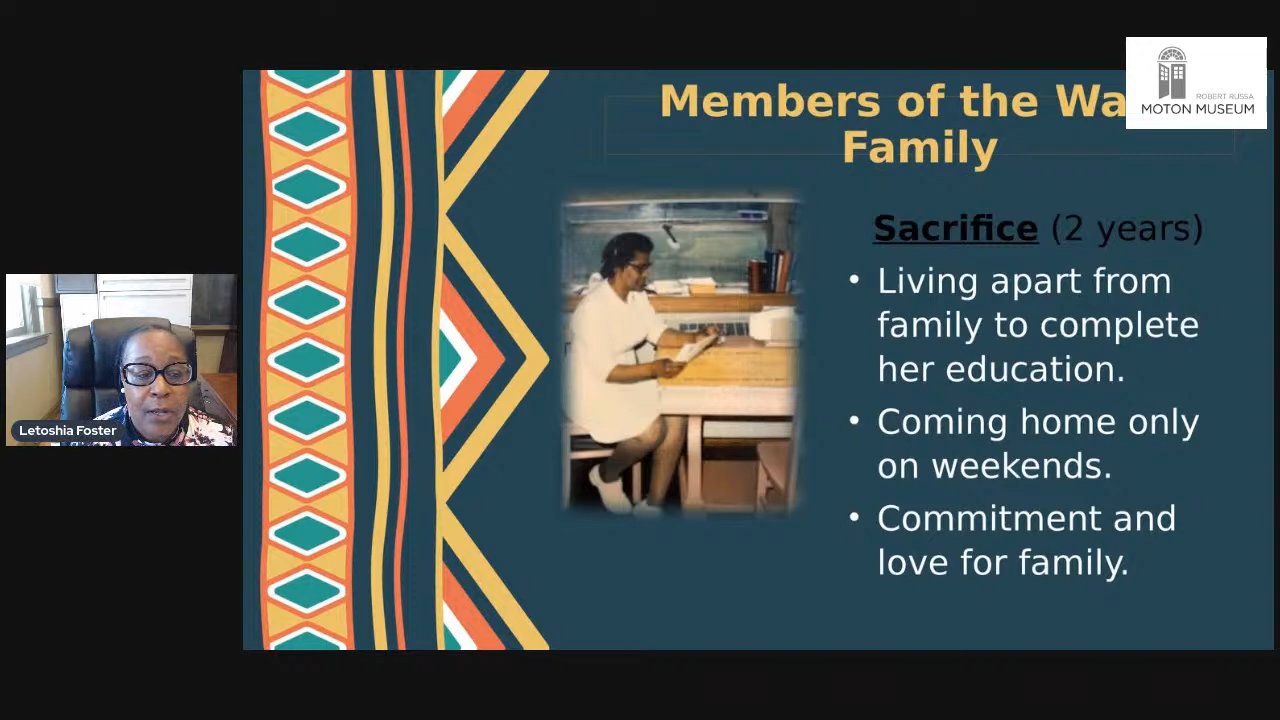 Members of the Wa
Family
ROBERT RUSSA
MOTON MUSEUM
Sacrifice (2 years)
• Living apart from
family to complete
her education.
• Coming home only
on weekends.
• Commitment and
love for family.
Letoshia Foster